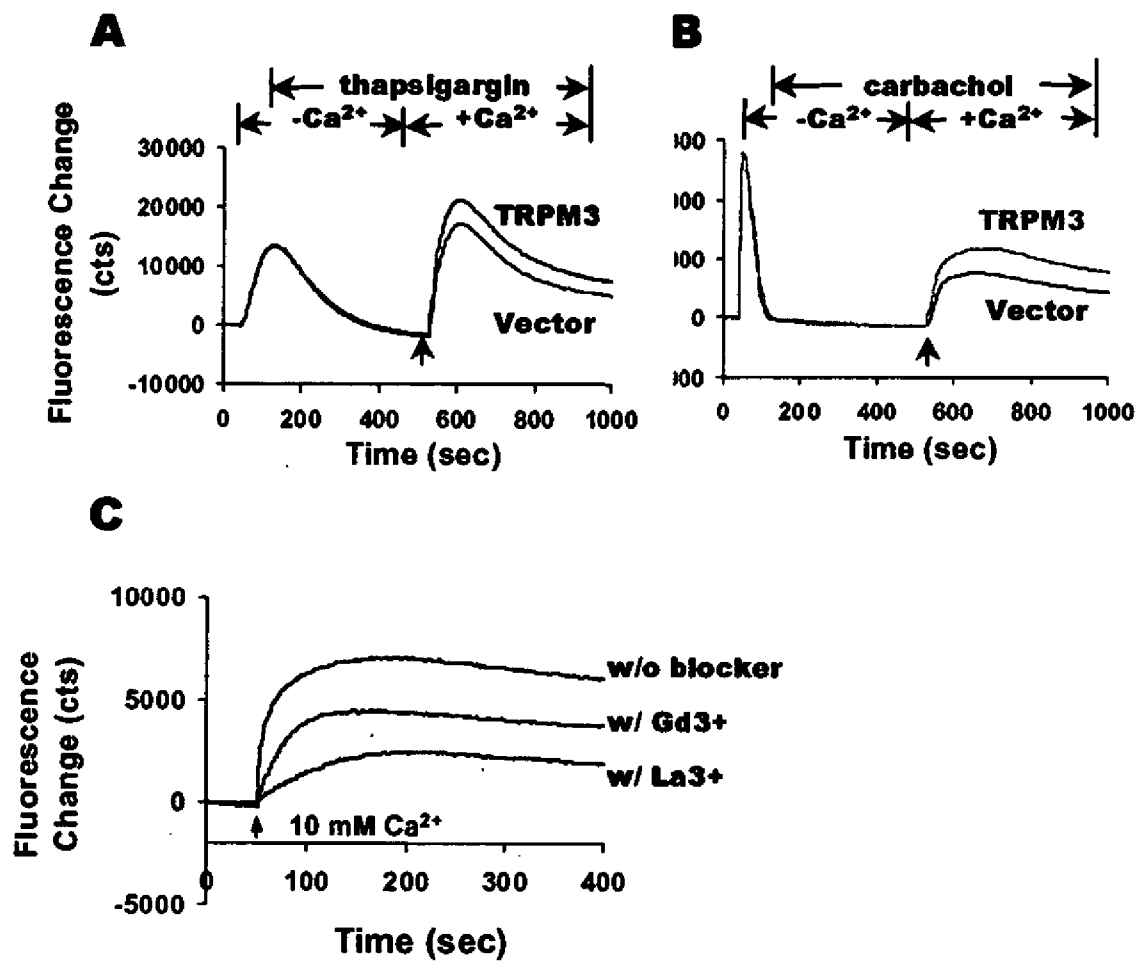 A
thapsigargin
-Ca²⁺ +Ca²⁺
30000
20000
10000
0
-10000
Fluorescence Change
(cts)
TRPM3
Vector
0 200 400 600 800 1000
Time (sec)
B
carbachol
-Ca²⁺ +Ca²⁺
0
TRPM3
Vector
0 200 400 600 800 1000
Time (sec)
C
10000
5000
0
-5000
Fluorescence
Change (cts)
w/o blocker
w/ Gd3+
w/ La3+
10 mM Ca²⁺
0 100 200 300 400
Time (sec)